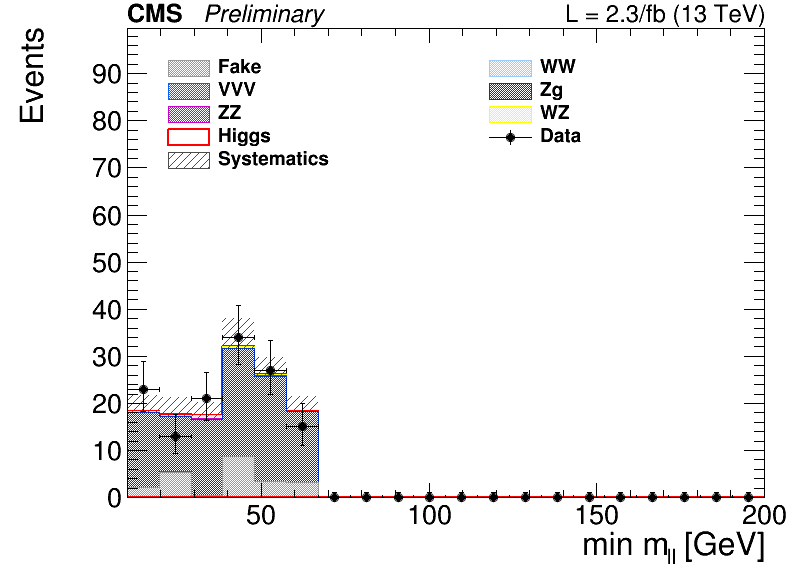 CMS Preliminary L = 2.3/fb (13 TeV)
Events
90
80
70
60
50
40
30
20
10
0
Fake
VVV
ZZ
Higgs
Systematics
WW
Zg
WZ
Data
50 100 150 200
min m_ll [GeV]